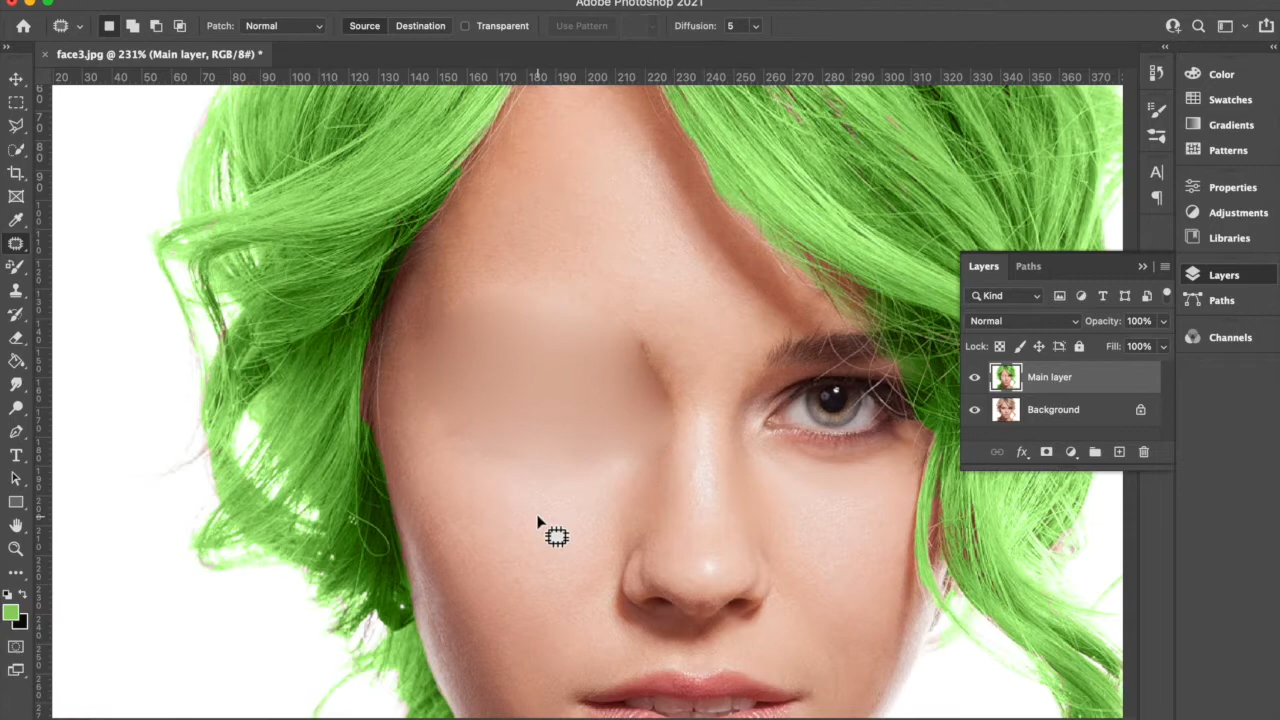 Adobe Photoshop 2021
Patch: Normal Source Destination Transparent Use Pattern Diffusion: 5
face3.jpg @ 231% (Main layer, RGB/8#) *
20 30 40 50 60 70 80 90 100 110 120 130 140 150 160 170 180 190 200 210 220 230 240 250 260 270 280 290 300 310 320 330 340 350 360 370
Color
Swatches
Gradients
Patterns
Properties
Adjustments
Libraries
Layers
Paths
Channels
Layers Paths
Kind
Normal Opacity: 100%
Lock: Fill: 100%
Main layer
Background
fx